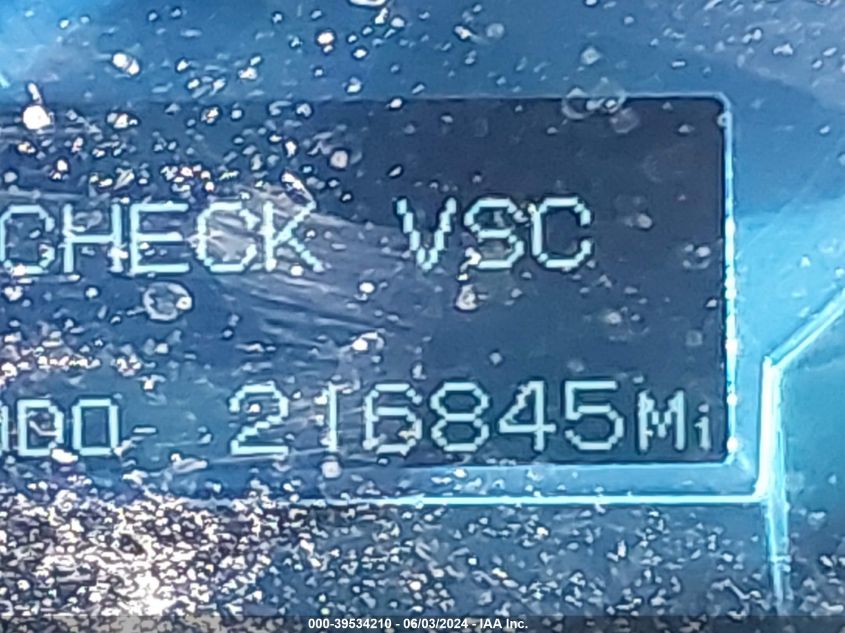 CHECK VSC
ODO 216845Mi
000-39534210 - 06/03/2024 - IAA Inc.